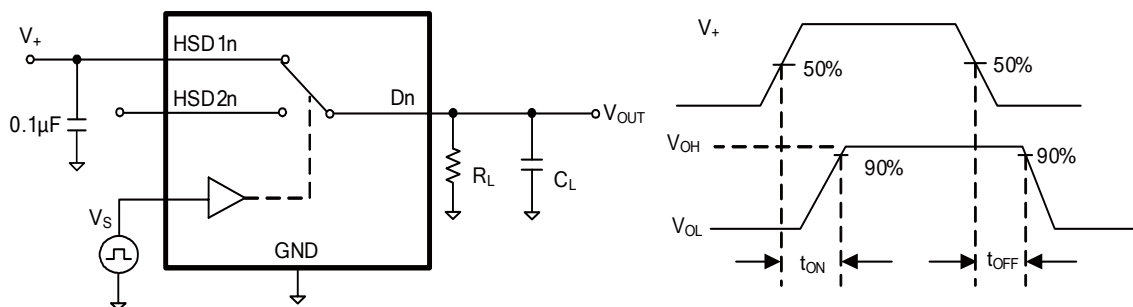 V+
HSD1n
HSD2n
0.1µF
Dn
VOUT
RL
CL
VS
GND
V+
50%
50%
VOH
90%
90%
VOL
tON
tOFF